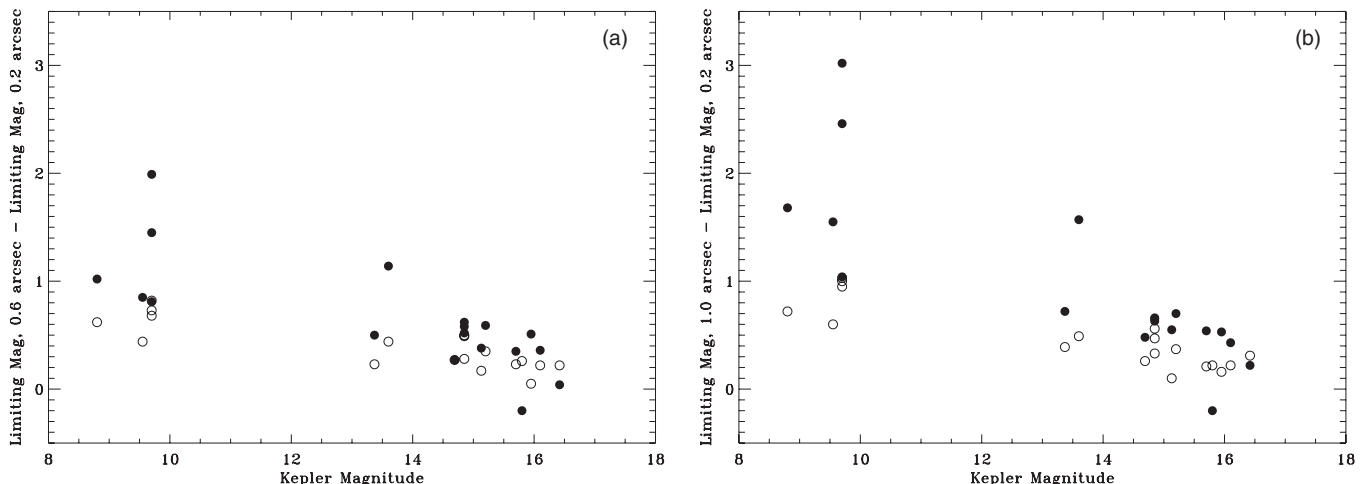 (a)
Limiting Mag, 0.6 arcsec – Limiting Mag, 0.2 arcsec
3
2
1
0
8 10 12 14 16 18
Kepler Magnitude
(b)
Limiting Mag, 1.0 arcsec – Limiting Mag, 0.2 arcsec
3
2
1
0
8 10 12 14 16 18
Kepler Magnitude